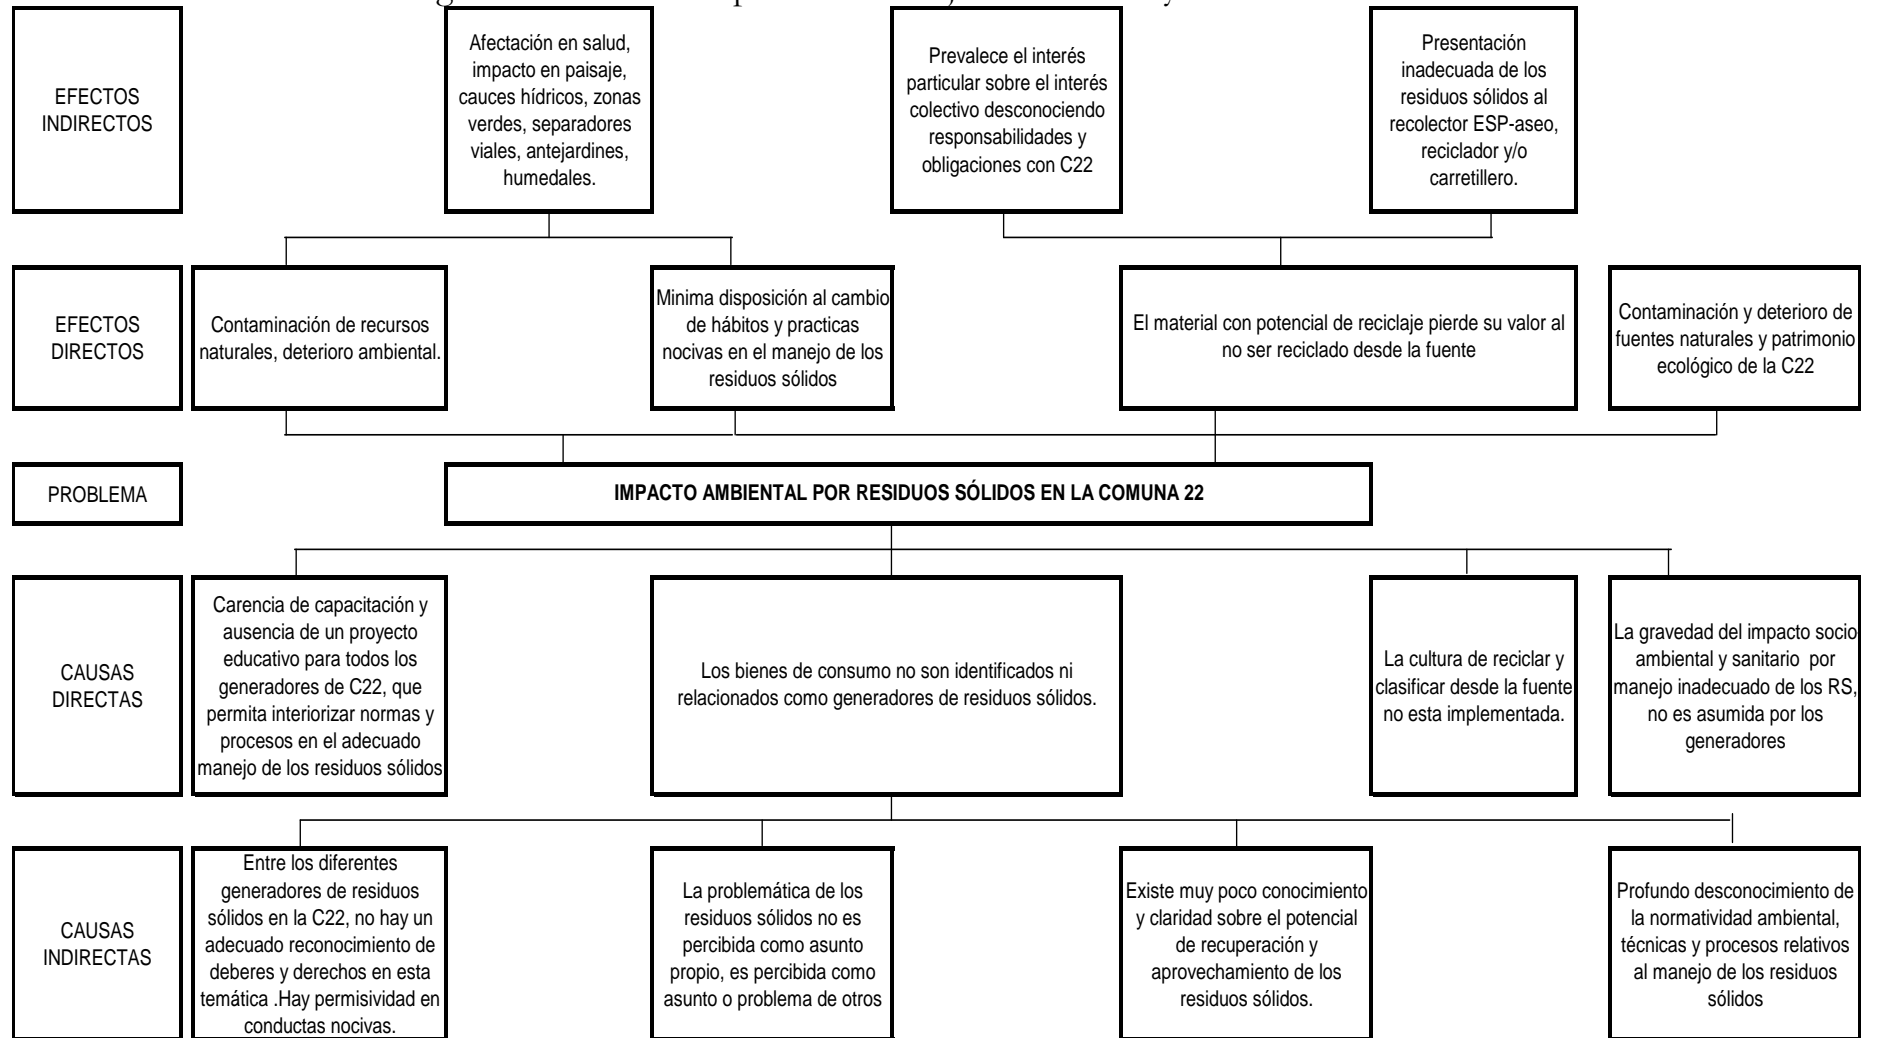 EFECTOS
INDIRECTOS
Afectación en salud,
impacto en paisaje,
cauces hídricos, zonas
verdes, separadores
viales, antejardines,
humedales.
Prevalece el interés
particular sobre el interés
colectivo desconociendo
responsabilidades y
obligaciones con C22
Presentación
inadecuada de los
residuos sólidos al
recolector ESP-aseo,
reciclador y/o
carretillero.
EFECTOS
DIRECTOS
Contaminación de recursos
naturales, deterioro ambiental.
Minima disposición al cambio
de hábitos y practicas
nocivas en el manejo de los
residuos sólidos
El material con potencial de reciclaje pierde su valor al
no ser reciclado desde la fuente
Contaminación y deterioro de
fuentes naturales y patrimonio
ecológico de la C22
PROBLEMA
IMPACTO AMBIENTAL POR RESIDUOS SÓLIDOS EN LA COMUNA 22
CAUSAS
DIRECTAS
Carencia de capacitación y
ausencia de un proyecto
educativo para todos los
generadores de C22, que
permita interiorizar normas y
procesos en el adecuado
manejo de los residuos sólidos
Los bienes de consumo no son identificados ni
relacionados como generadores de residuos sólidos.
La cultura de reciclar y
clasificar desde la fuente
no esta implementada.
La gravedad del impacto socio
ambiental y sanitario por
manejo inadecuado de los RS,
no es asumida por los
generadores
CAUSAS
INDIRECTAS
Entre los diferentes
generadores de residuos
sólidos en la C22, no hay un
adecuado reconocimiento de
deberes y derechos en esta
temática .Hay permisividad en
conductas nocivas.
La problemática de los
residuos sólidos no es
percibida como asunto
propio, es percibida como
asunto o problema de otros
Existe muy poco conocimiento
y claridad sobre el potencial
de recuperación y
aprovechamiento de los
residuos sólidos.
Profundo desconocimiento de
la normatividad ambiental,
técnicas y procesos relativos
al manejo de los residuos
sólidos